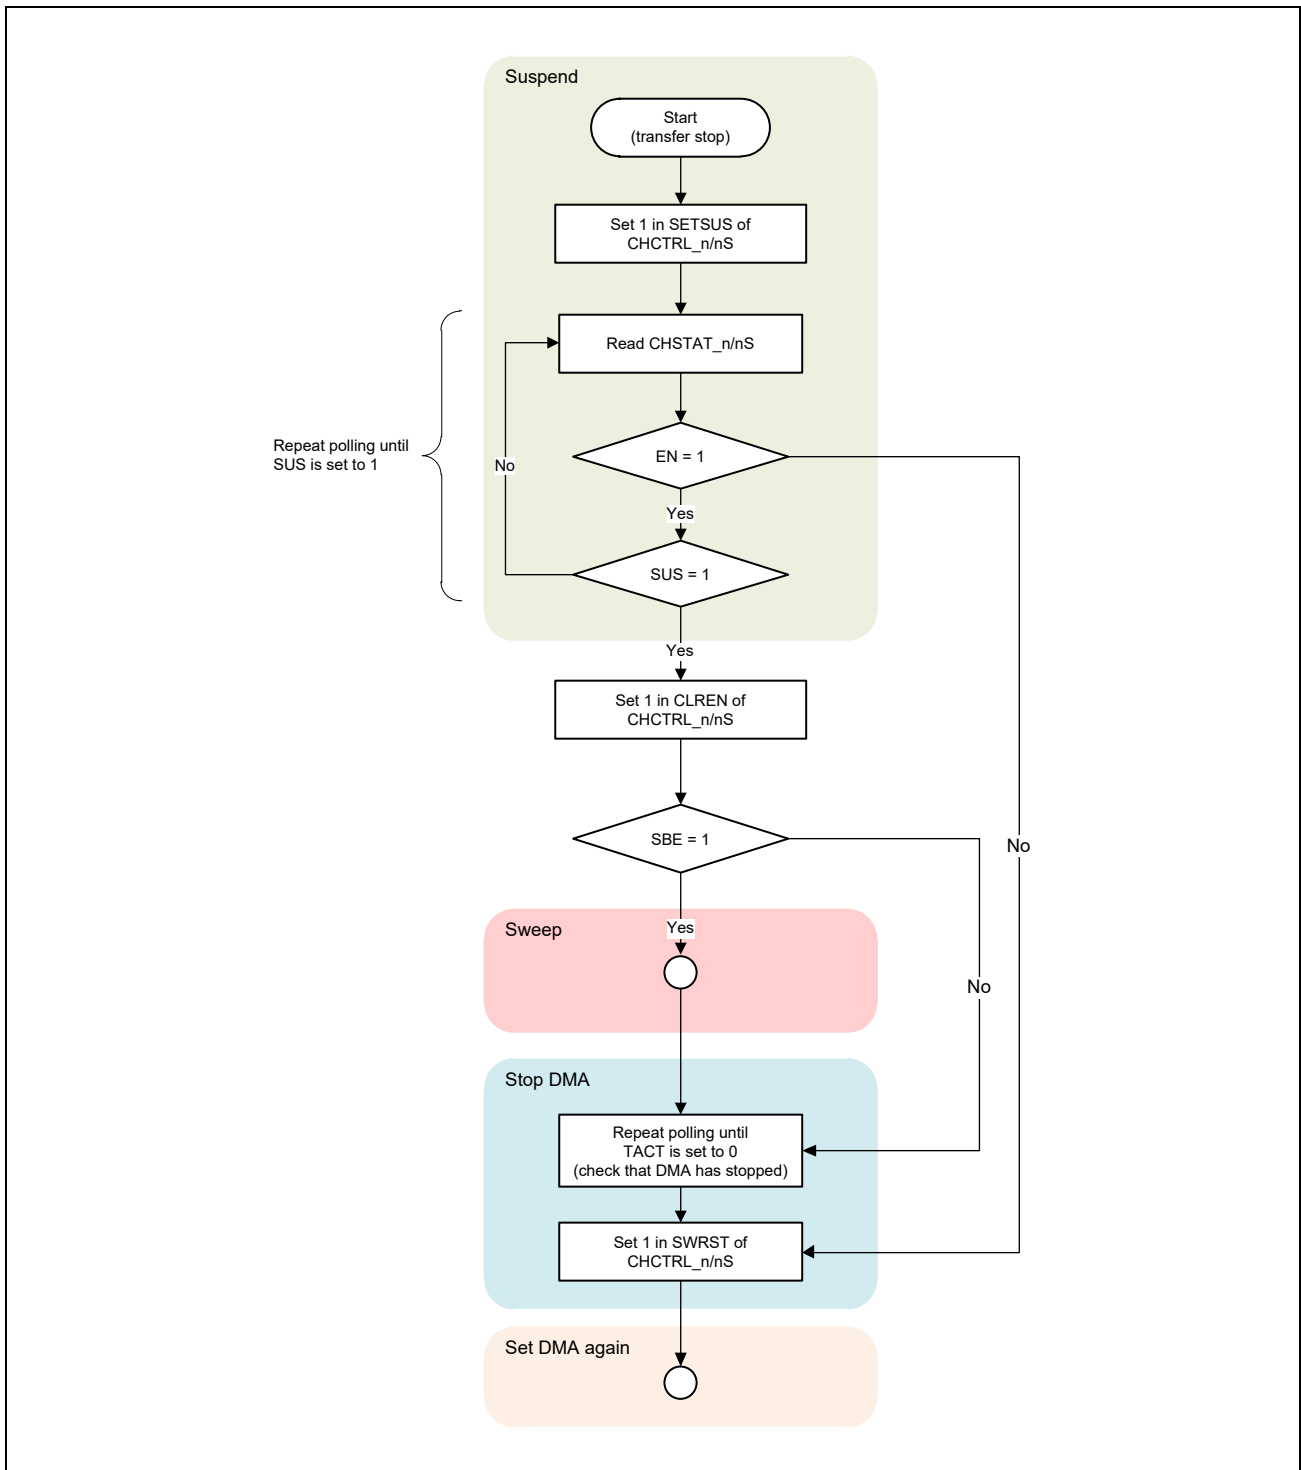 Suspend
Start
(transfer stop)
Set 1 in SETSUS of
CHCTRL_n/nS
Read CHSTAT_n/nS
Repeat polling until
SUS is set to 1
EN = 1
No
Yes
SUS = 1
Yes
Set 1 in CLREN of
CHCTRL_n/nS
SBE = 1
No
Sweep
Yes
No
Stop DMA
Repeat polling until
TACT is set to 0
(check that DMA has stopped)
Set 1 in SWRST of
CHCTRL_n/nS
Set DMA again